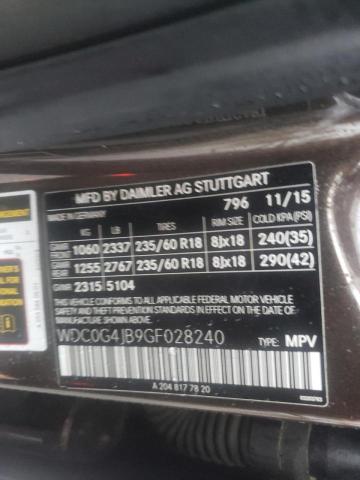 MFD BY DAIMLER AG STUTTGART
MADE IN GERMANY 796 11/15
KG LB TIRES RIM SIZE COLD KPA (PSI)
GAWR FRONT 1060 2337 235/60 R18 8Jx18 240(35)
GAWR REAR 1255 2767 235/60 R18 8Jx18 290(42)
2315 5104
THIS VEHICLE CONFORMS TO ALL APPLICABLE FEDERAL MOTOR VEHICLE SAFETY AND THEFT PREVENTION STANDARDS IN EFFECT ON THE DATE OF MANUFACTURE SHOWN ABOVE.
WDC0G4JB9GF028240
TYPE: MPV
A 204 817 78 20